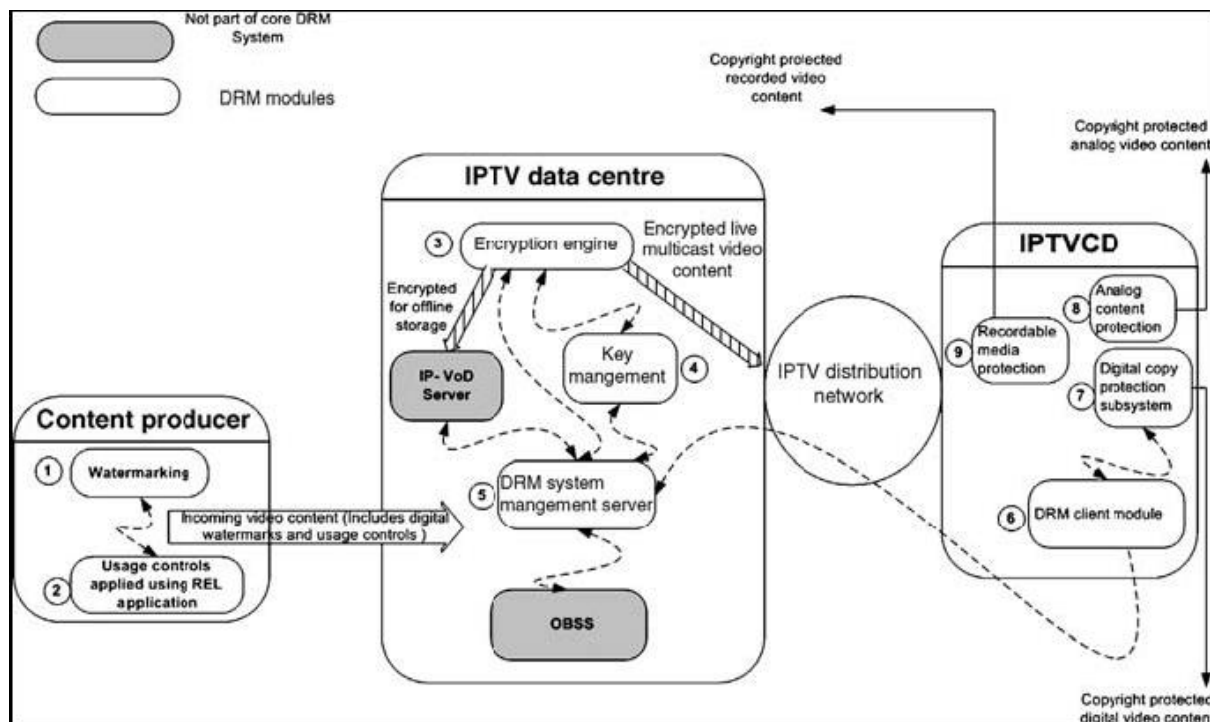 Not part of core DRM
System
DRM modules
Copyright protected
recorded video
content
Copyright protected
analog video content
IPTV data centre
3
Encryption engine
Encrypted live
multicast video
content
Encrypted
for offline
storage
IP- VoD
Server
Key
mangement
4
IPTV distribution
network
IPTVCD
8
Analog
content
protection
9
Recordable
media
protection
7
Digital copy
protection
subsystem
6
DRM client module
Content producer
1
Watermarking
Incoming video content (Includes digital
watermarks and usage controls )
2
Usage controls
applied using REL
application
5
DRM system
mangement server
OBSS
Copyright protected
digital video content